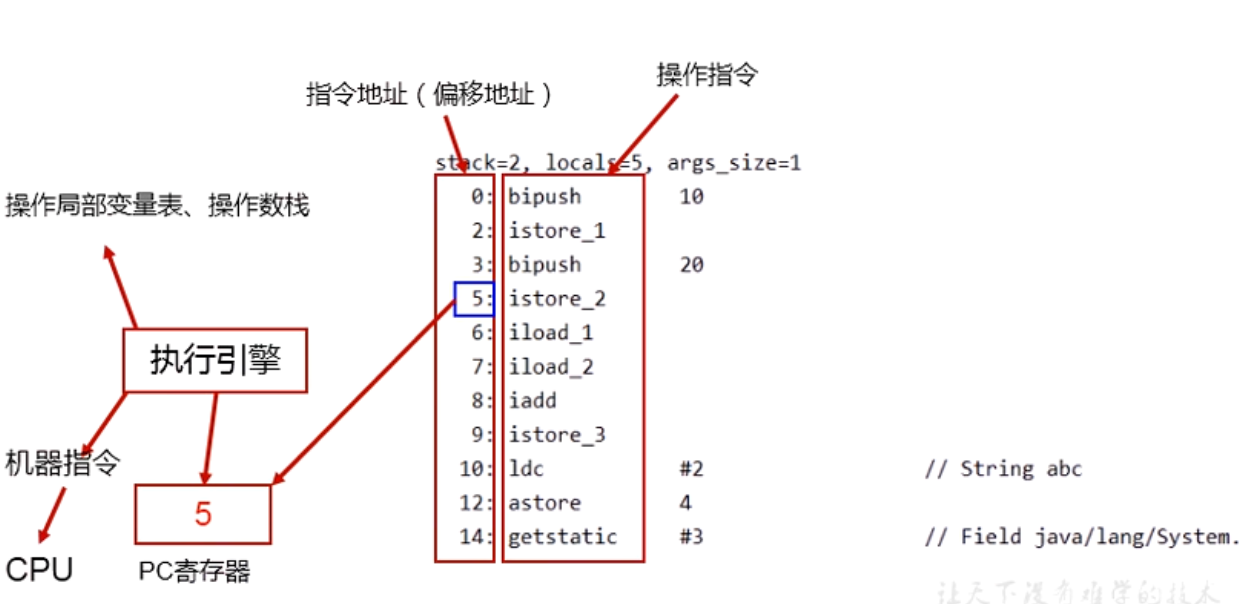 操作指令
指令地址（偏移地址）
stack=2, locals=5, args_size=1
操作局部变量表、操作数栈
0: bipush 10
2: istore_1
3: bipush 20
5: istore_2
6: iload_1
执行引擎
7: iload_2
8: iadd
9: istore_3
机器指令
10: ldc #2 // String abc
12: astore 4
5
14: getstatic #3 // Field java/lang/System.
CPU
PC寄存器
让天下没有难学的技术